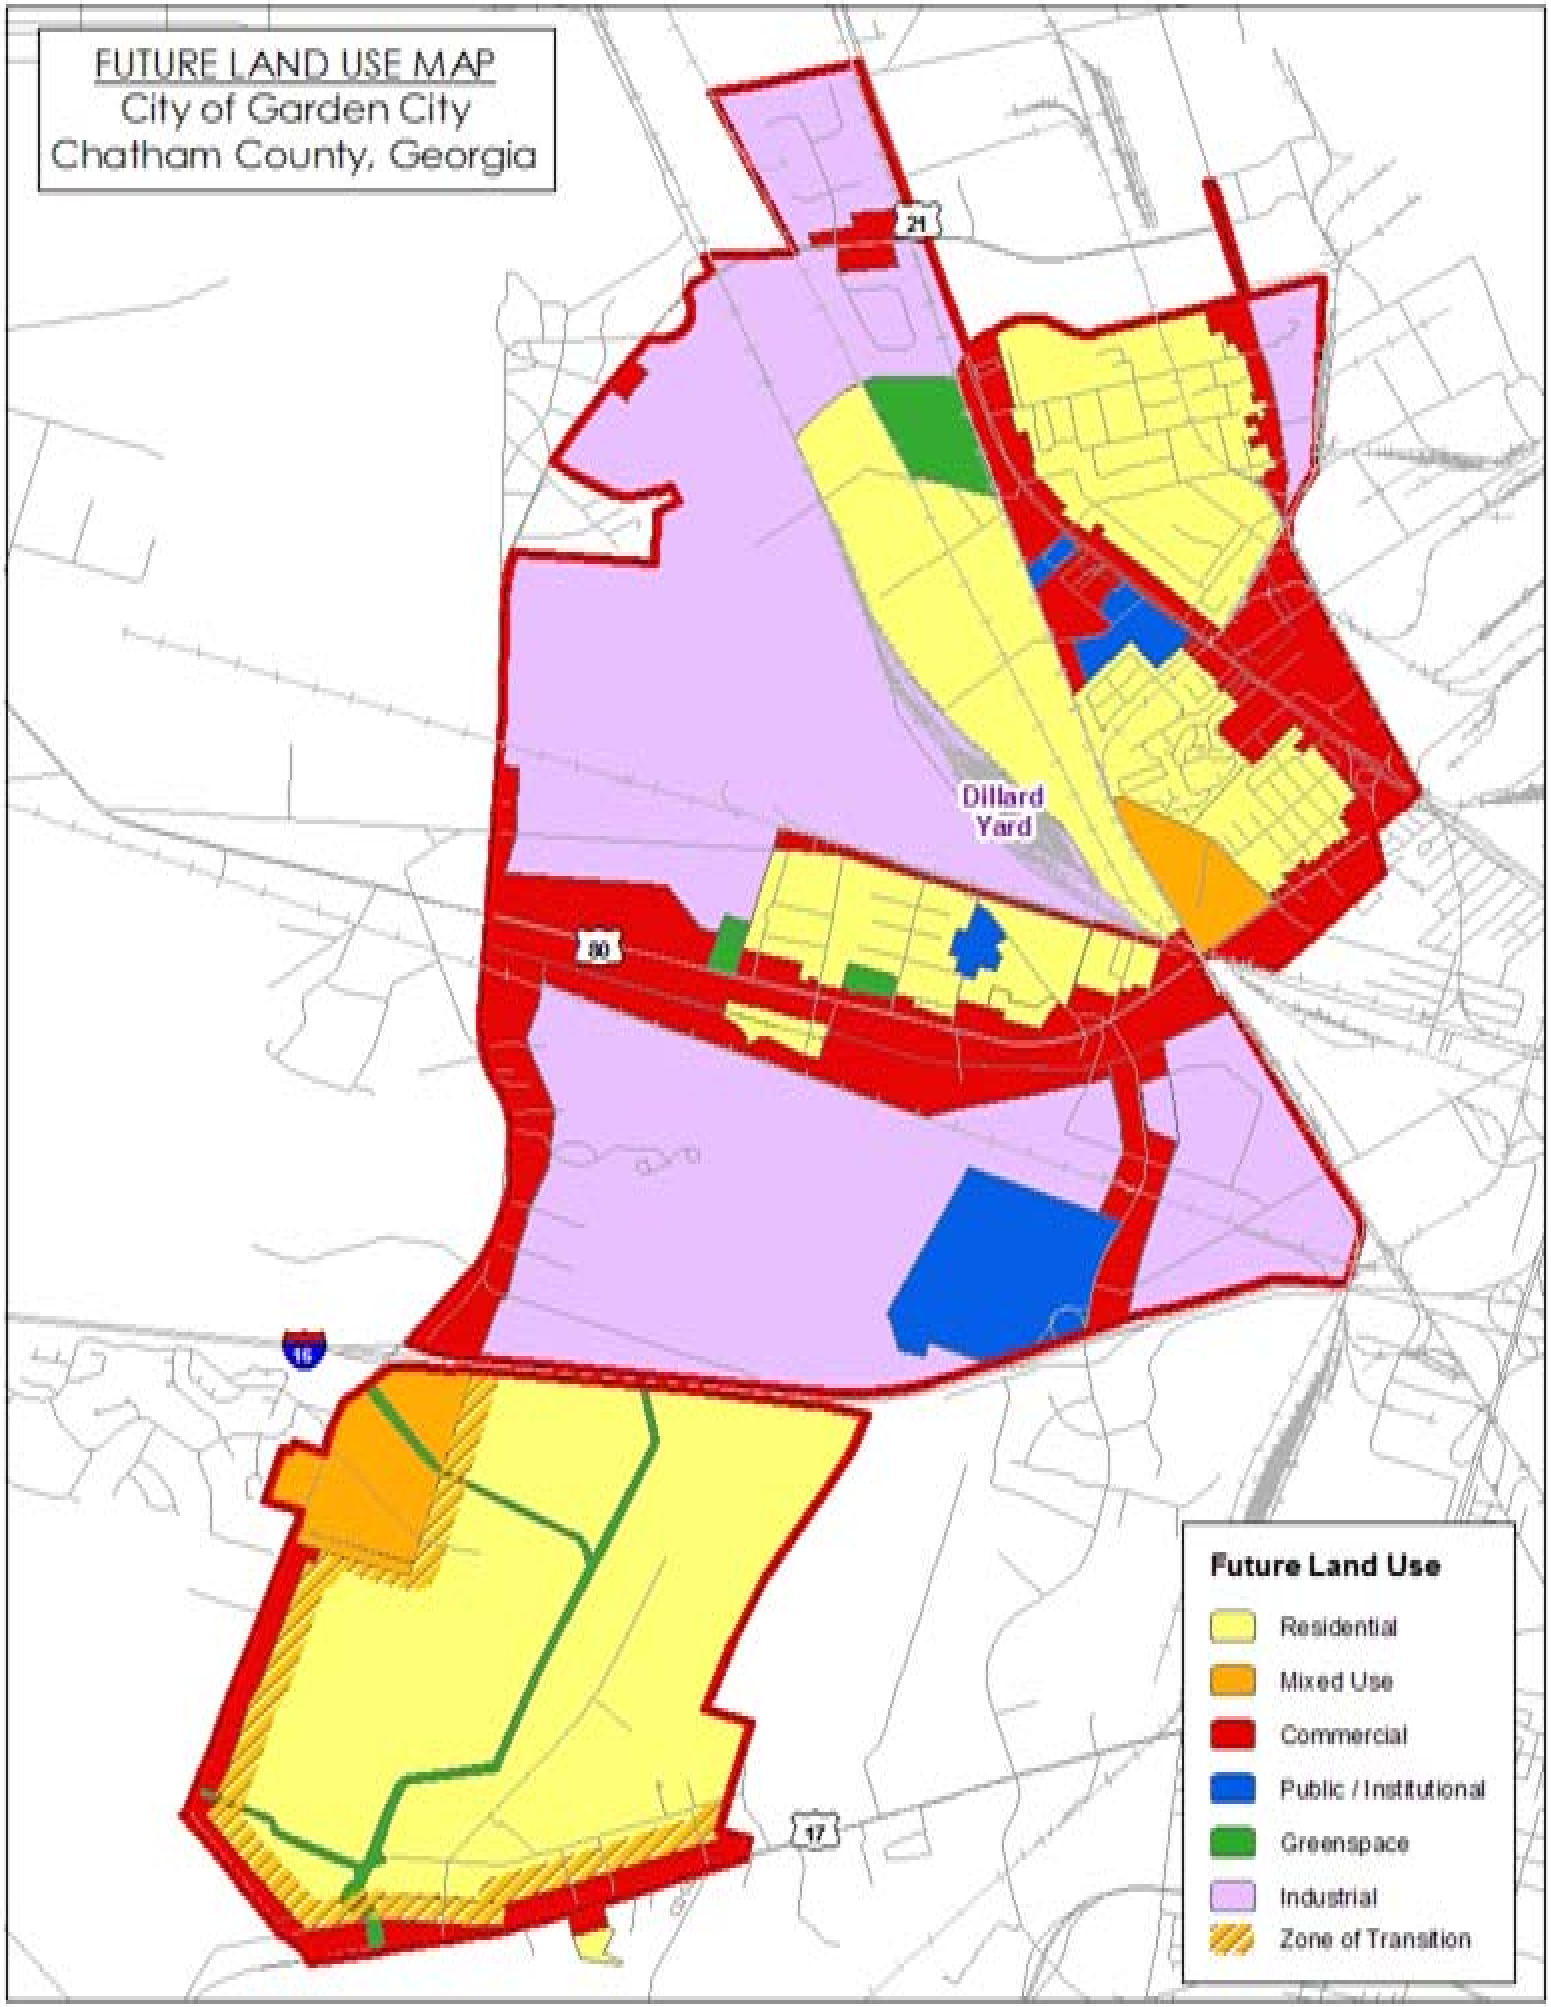 FUTURE LAND USE MAP
City of Garden City
Chatham County, Georgia
21
Dillard
Yard
80
16
17
Future Land Use
Residential
Mixed Use
Commercial
Public / Institutional
Greenspace
Industrial
Zone of Transition